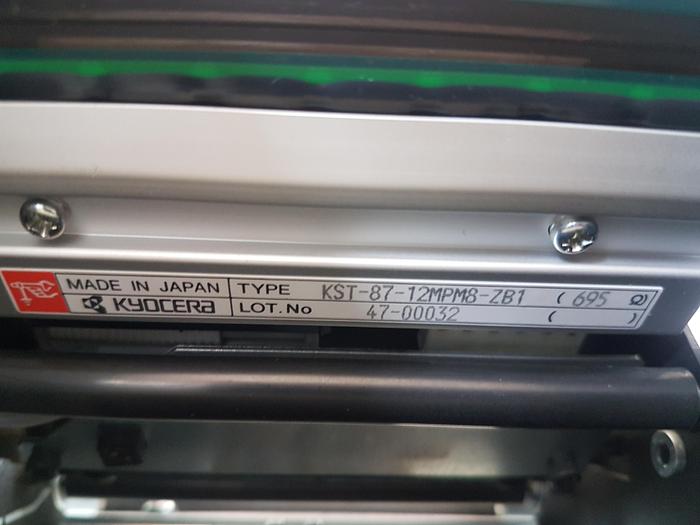 MADE IN JAPAN TYPE KST-87-12MPM8-ZB1 (695 Ω)
KYOCERA LOT.No 47-00032 ( )